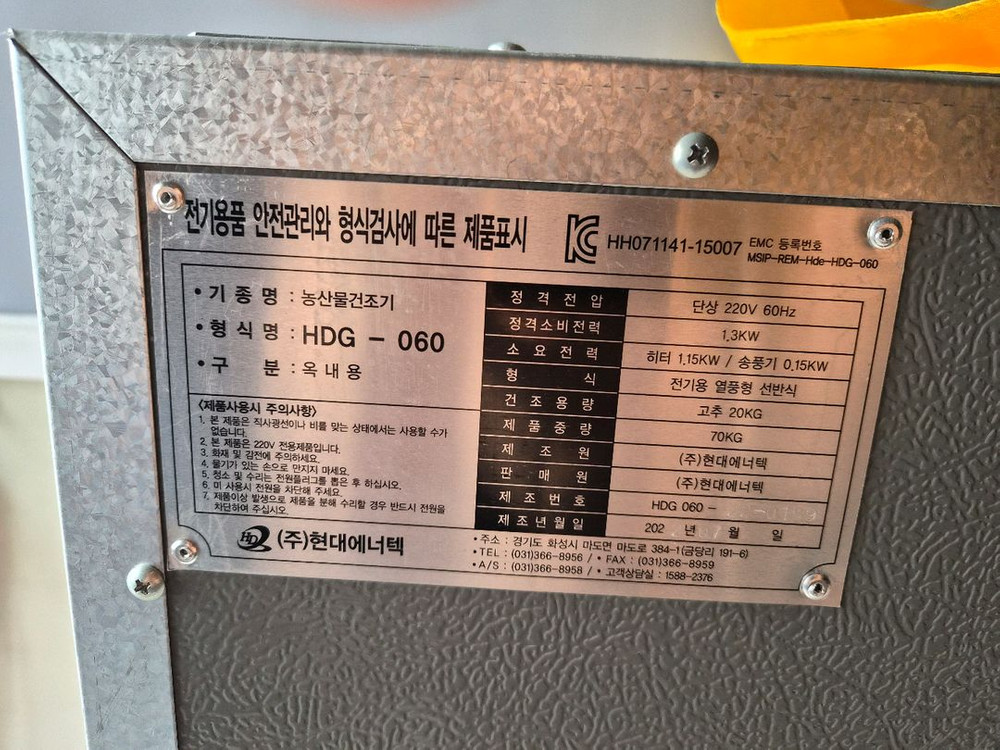 전기용품 안전관리와 형식검사에 따른 제품표시
HH071141-15007
EMC 등록번호
MSIP-REM-Hde-HDG-060
• 기 종 명 : 농산물건조기
• 형 식 명 : HDG - 060
• 구 분 : 옥내용
〈제품사용시 주의사항〉
1. 본 제품은 직사광선이나 비를 맞는 상태에서는 사용할 수가
없습니다.
2. 본 제품은 220V 전용제품입니다.
3. 화재 및 감전에 주의하세요.
4. 물기가 있는 손으로 만지지 마세요.
5. 청소 및 수리는 전원플러그를 뽑은 후 하십시오.
6. 미 사용시 전원을 차단해 주세요.
7. 제품이상 발생으로 제품을 분해 수리할 경우 반드시 전원을
차단하여 주십시오.
정격전압 단상 220V 60Hz
정격소비전력 1.3KW
소요전력 히터 1.15KW / 송풍기 0.15KW
형 식 전기용 열풍형 선반식
건조용량 고추 20KG
제품중량 70KG
제조원 (주)현대에너텍
판매원 (주)현대에너텍
제조번호 HDG 060 -
제조년월일 202 . 월 일
HD (주)현대에너텍
• 주소 : 경기도 화성시 마도면 마도로 384-1(금당리 191-6)
• TEL : (031)366-8956 / • FAX : (031)366-8959
• A/S : (031)366-8958 / • 고객상담실 : 1588-2376